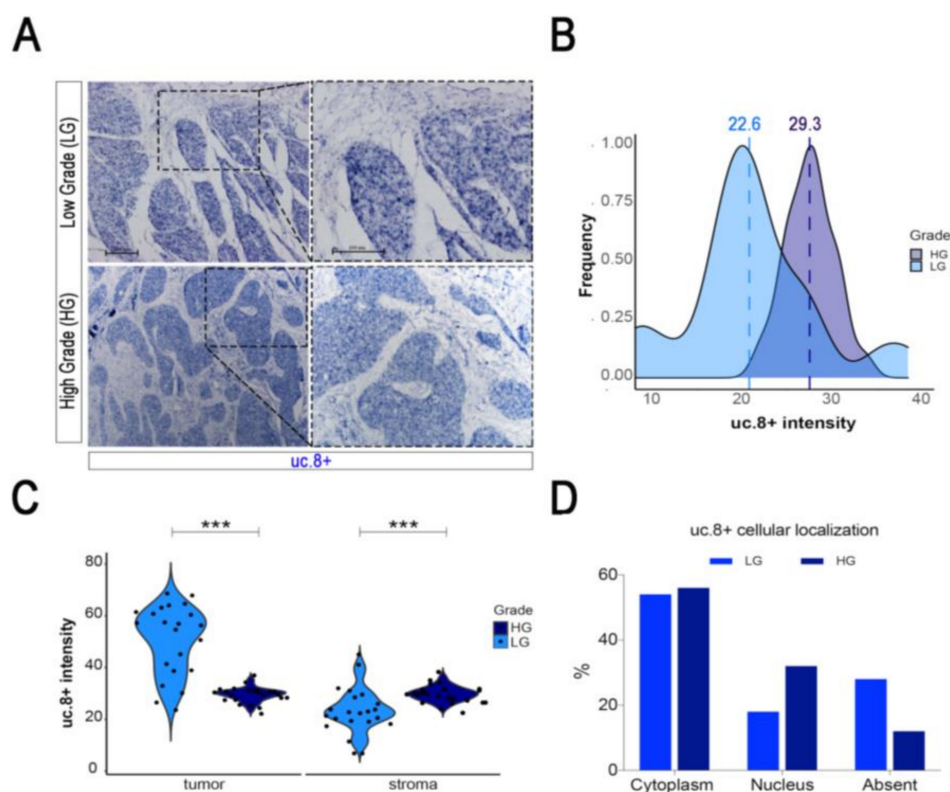 A
Low Grade (LG)
High Grade (HG)
uc.8+
B
22.6
29.3
1.00
0.75
0.50
0.25
0.00
Frequency
10
20
30
40
uc.8+ intensity
Grade
HG
LG
C
***
***
80
60
40
20
0
uc.8+ intensity
tumor
stroma
Grade
HG
LG
D
uc.8+ cellular localization
LG
HG
60
40
20
0
%
Cytoplasm
Nucleus
Absent